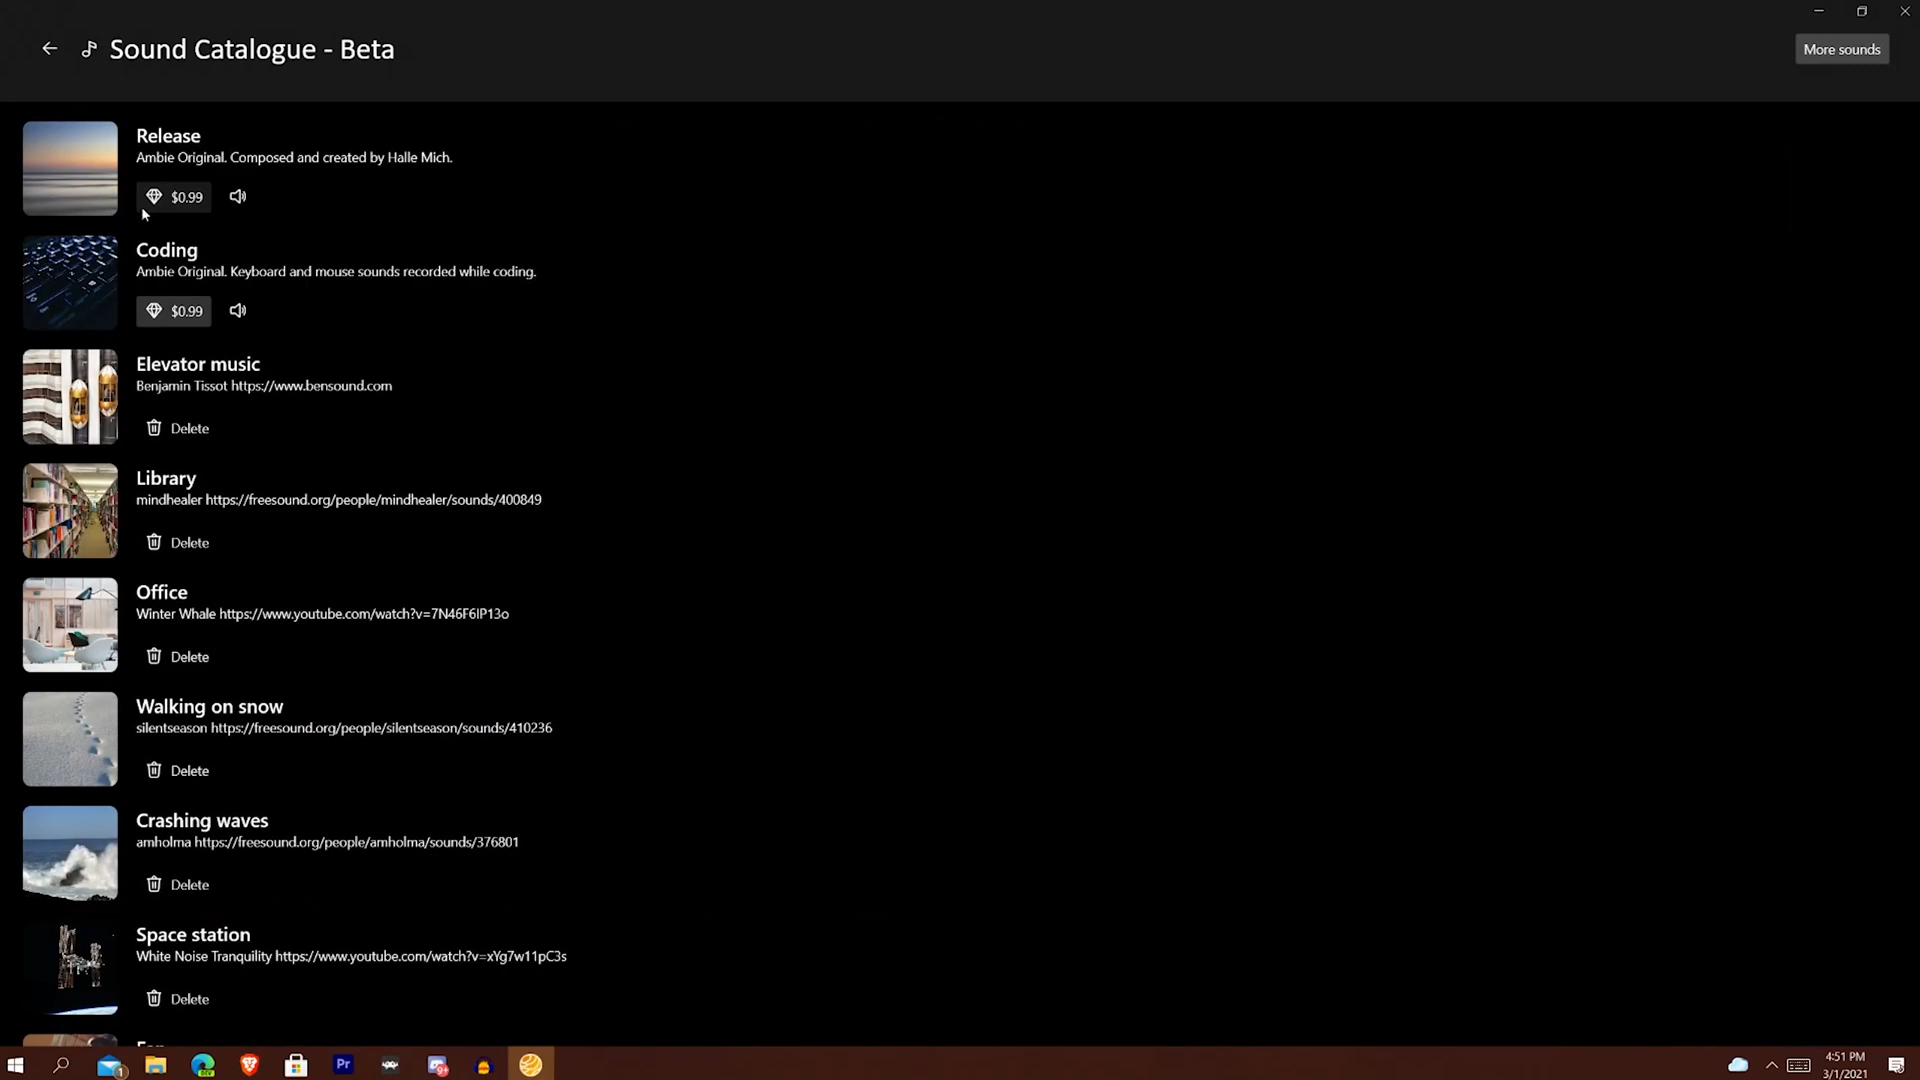 Sound Catalogue - Beta
More sounds
Release
Ambie Original. Composed and created by Halle Mich.
$0.99
Coding
Ambie Original. Keyboard and mouse sounds recorded while coding.
$0.99
Elevator music
Benjamin Tissot https://www.bensound.com
Delete
Library
mindhealer https://freesound.org/people/mindhealer/sounds/400849
Delete
Office
Winter Whale https://www.youtube.com/watch?v=7N46F6IP13o
Delete
Walking on snow
silentseason https://freesound.org/people/silentseason/sounds/410236
Delete
Crashing waves
amholma https://freesound.org/people/amholma/sounds/376801
Delete
Space station
White Noise Tranquility https://www.youtube.com/watch?v=xYg7w11pC3s
Delete
1
DEV
Pr
9+
4:51 PM
3/1/2021